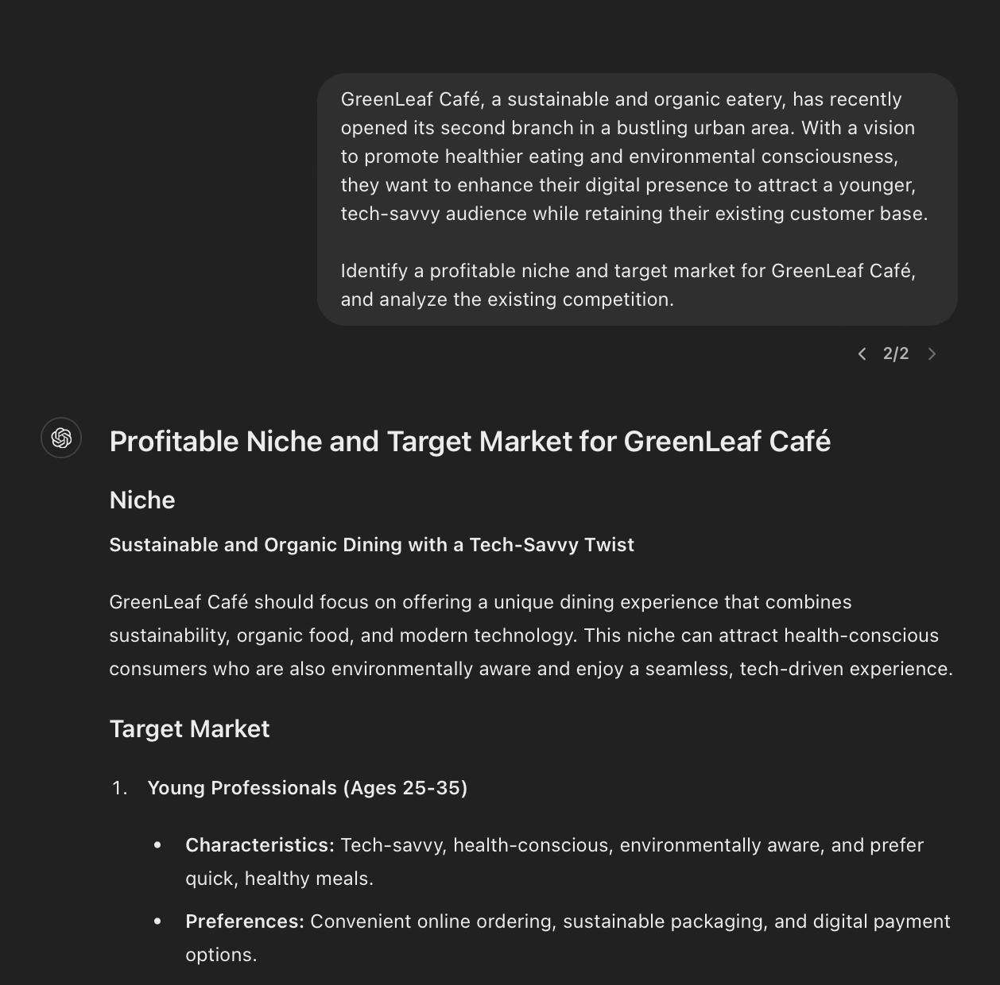 GreenLeaf Café, a sustainable and organic eatery, has recently
opened its second branch in a bustling urban area. With a vision
to promote healthier eating and environmental consciousness,
they want to enhance their digital presence to attract a younger,
tech-savvy audience while retaining their existing customer base.
Identify a profitable niche and target market for GreenLeaf Café,
and analyze the existing competition.
2/2
Profitable Niche and Target Market for GreenLeaf Café
Niche
Sustainable and Organic Dining with a Tech-Savvy Twist
GreenLeaf Café should focus on offering a unique dining experience that combines
sustainability, organic food, and modern technology. This niche can attract health-conscious
consumers who are also environmentally aware and enjoy a seamless, tech-driven experience.
Target Market
1. Young Professionals (Ages 25-35)
• Characteristics: Tech-savvy, health-conscious, environmentally aware, and prefer
quick, healthy meals.
• Preferences: Convenient online ordering, sustainable packaging, and digital payment
options.